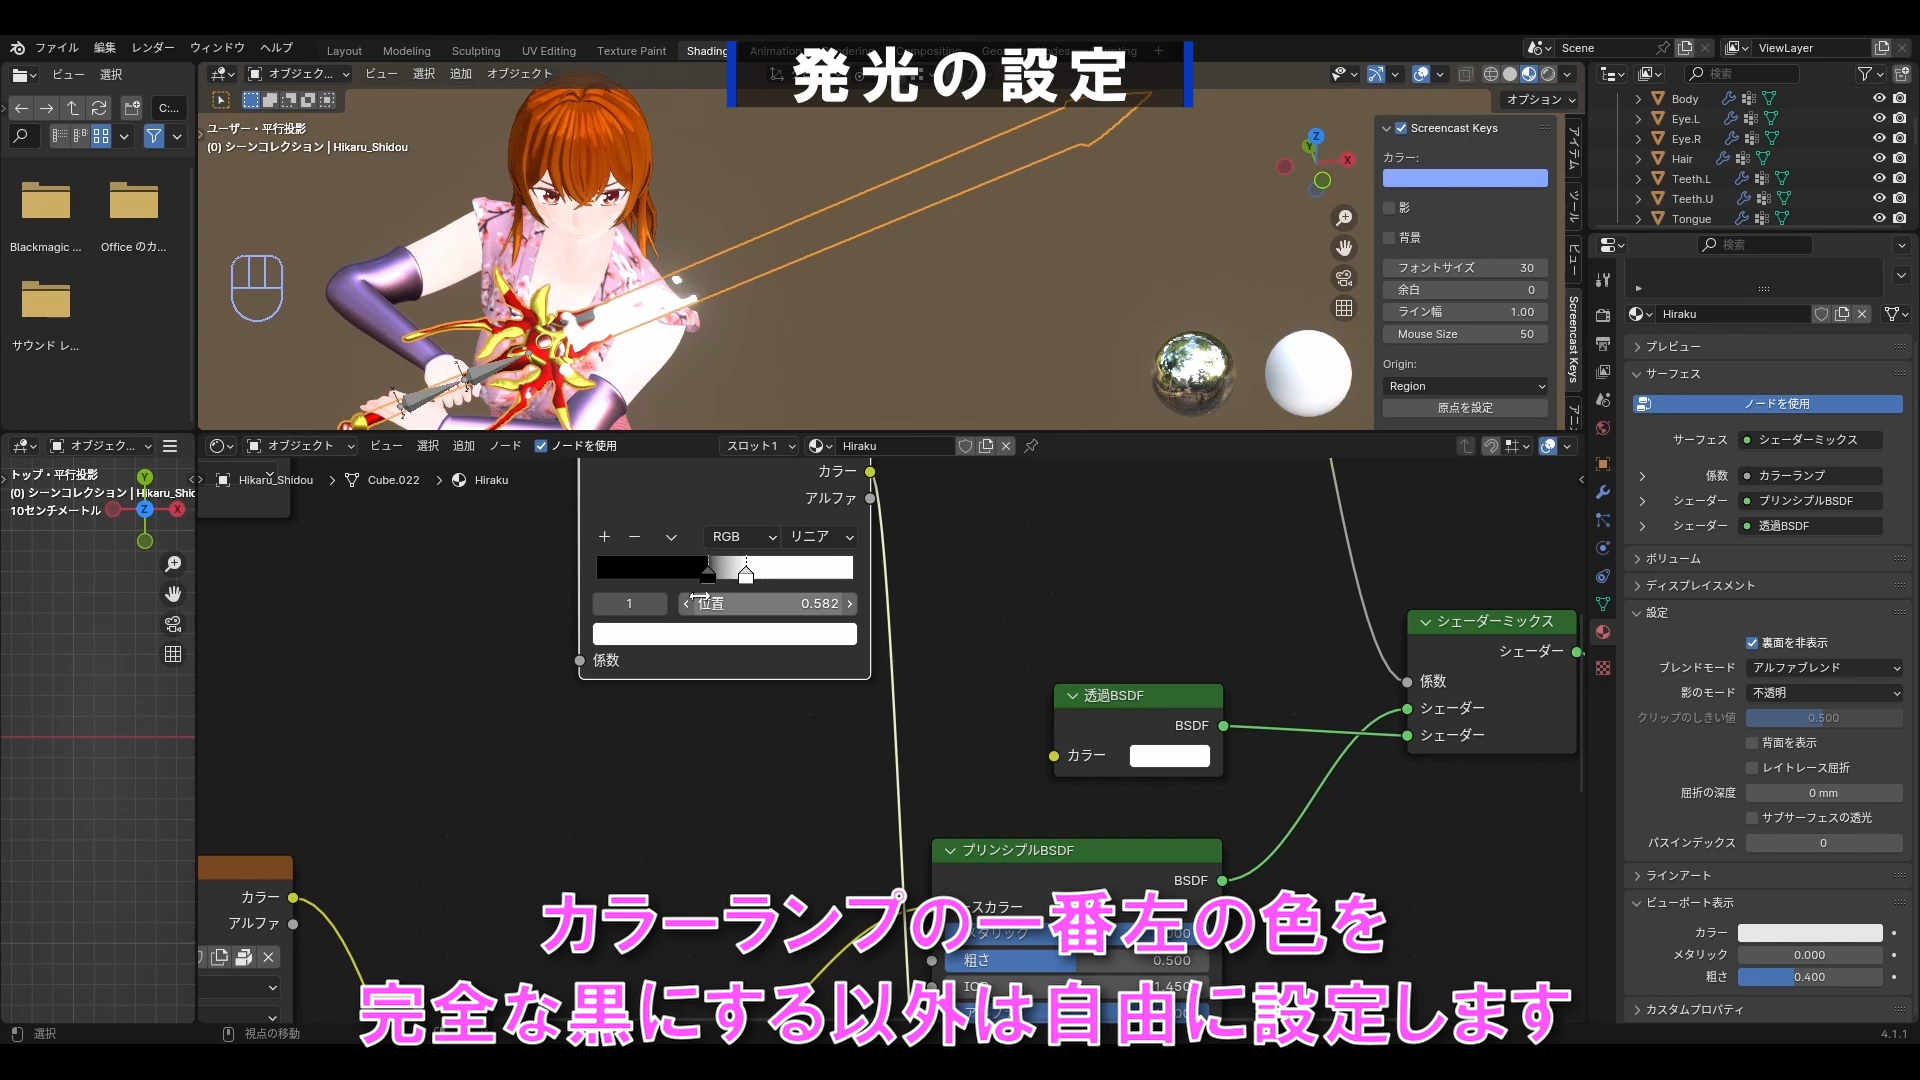 ファイル 編集 レンダー ウィンドウ ヘルプ Layout Modeling Sculpting UV Editing Texture Paint Shading Scene ViewLayer
発光の設定
ビュー 選択
オブジェク... ビュー 選択 追加 オブジェクト
検索
C:...
オプション
ユーザー・平行投影
(0) シーンコレクション | Hikaru_Shidou
Blackmagic ... Office のカ...
サウンド レ...
Z
Y
X
Screencast Keys
カラー:
影
背景
フォントサイズ 30
余白 0
ライン幅 1.00
Mouse Size 50
Origin:
Region
原点を設定
アイテム
ツール
ビュー
Screencast Keys
Body
Eye.L
Eye.R
Hair
Teeth.L
Teeth.U
Tongue
検索
Hiraku
プレビュー
サーフェス
ノードを使用
サーフェス シェーダーミックス
係数 カラーランプ
シェーダー プリンシプルBSDF
シェーダー 透過BSDF
ボリューム
ディスプレイスメント
設定
裏面を非表示
ブレンドモード アルファブレンド
影のモード 不透明
クリップのしきい値 0.500
背面を表示
レイトレース屈折
屈折の深度 0 mm
サブサーフェスの透光
パスインデックス 0
ラインアート
ビューポート表示
カラー
メタリック 0.000
粗さ 0.400
カスタムプロパティ
オブジェク...
トップ・平行投影
(0) シーンコレクション | Hikaru_Shid
10センチメートル
Y
Z
X
オブジェクト ビュー 選択 追加 ノード ノードを使用 スロット1 Hiraku
Hikaru_Shidou > Cube.022 > Hiraku
カラー
アルファ
RGB リニア
1 位置 0.582
係数
シェーダーミックス
シェーダー
係数
シェーダー
シェーダー
透過BSDF
BSDF
カラー
プリンシプルBSDF
BSDF
ースカラー
粗さ 0.500
カラー
アルファ
カラーランプの一番左の色を
完全な黒にする以外は自由に設定します
選択 視点の移動 4.1.1